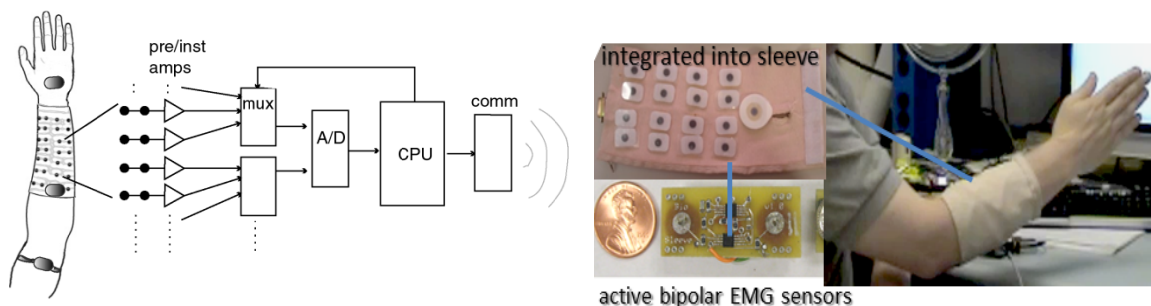 pre/inst
amps
mux
A/D
CPU
comm
integrated into sleeve
active bipolar EMG sensors